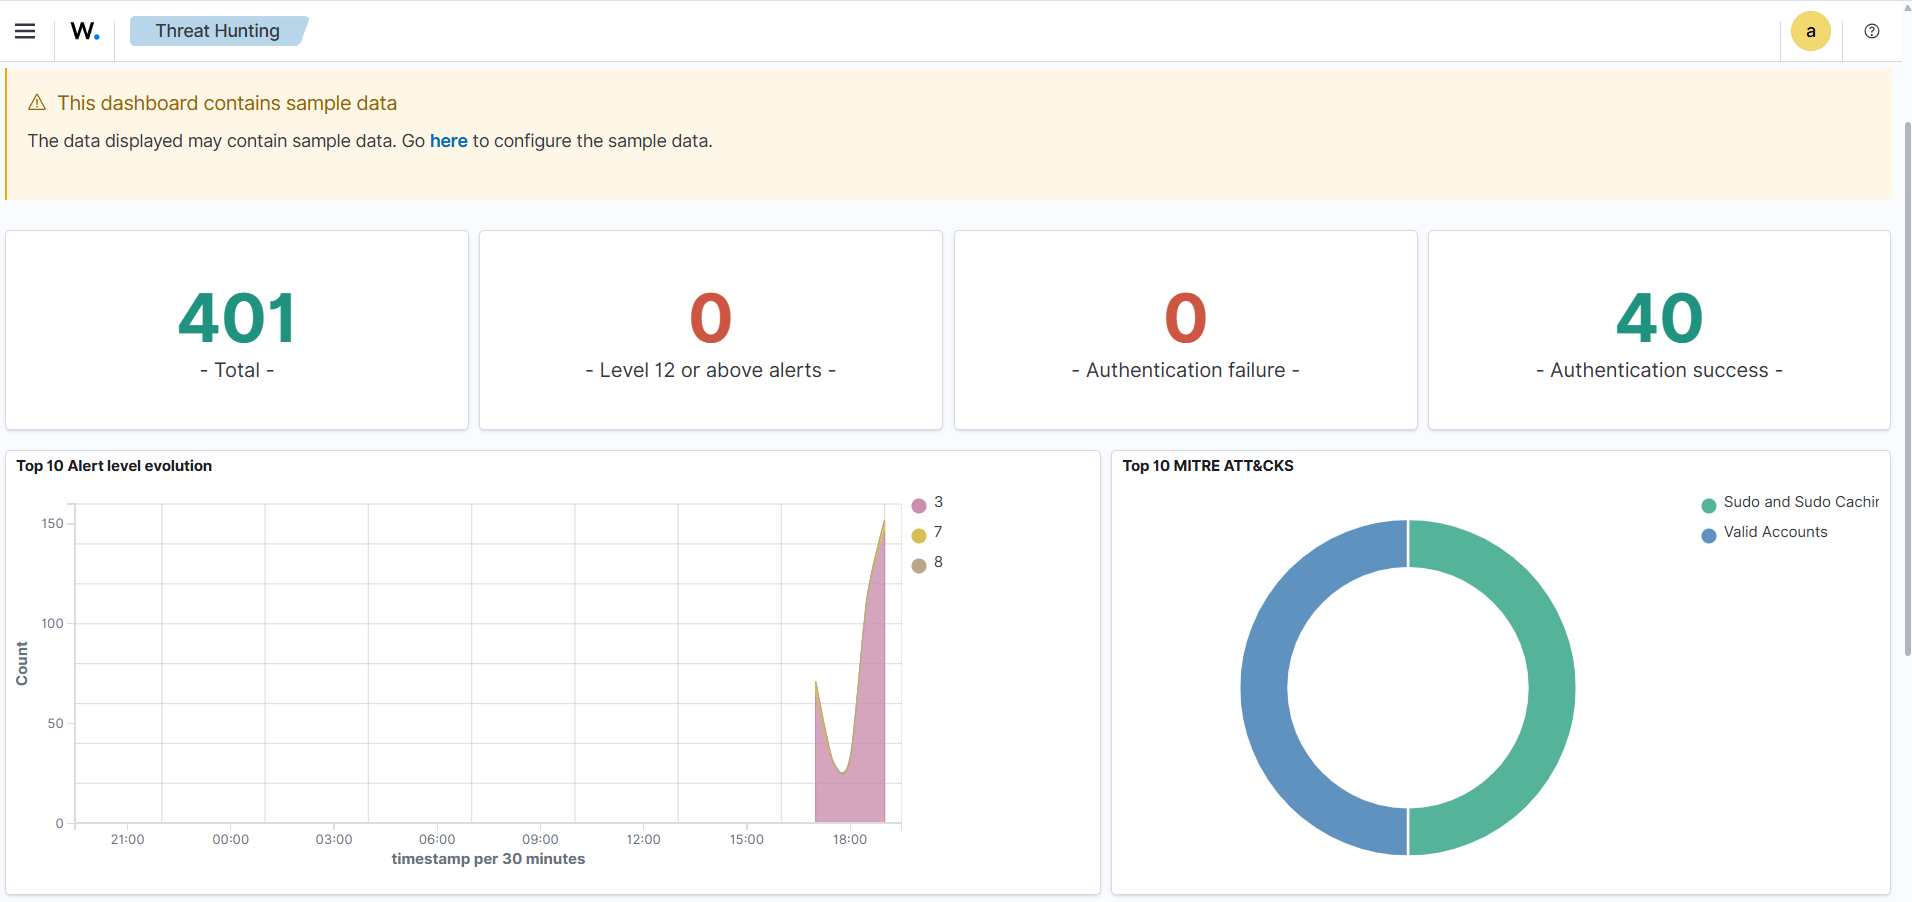 W.
Threat Hunting
a
This dashboard contains sample data
The data displayed may contain sample data. Go here to configure the sample data.
401
- Total -
0
- Level 12 or above alerts -
0
- Authentication failure -
40
- Authentication success -
Top 10 Alert level evolution
150
100
50
0
Count
21:00 00:00 03:00 06:00 09:00 12:00 15:00 18:00
timestamp per 30 minutes
3
7
8
Top 10 MITRE ATT&CKS
Sudo and Sudo Cachin
Valid Accounts